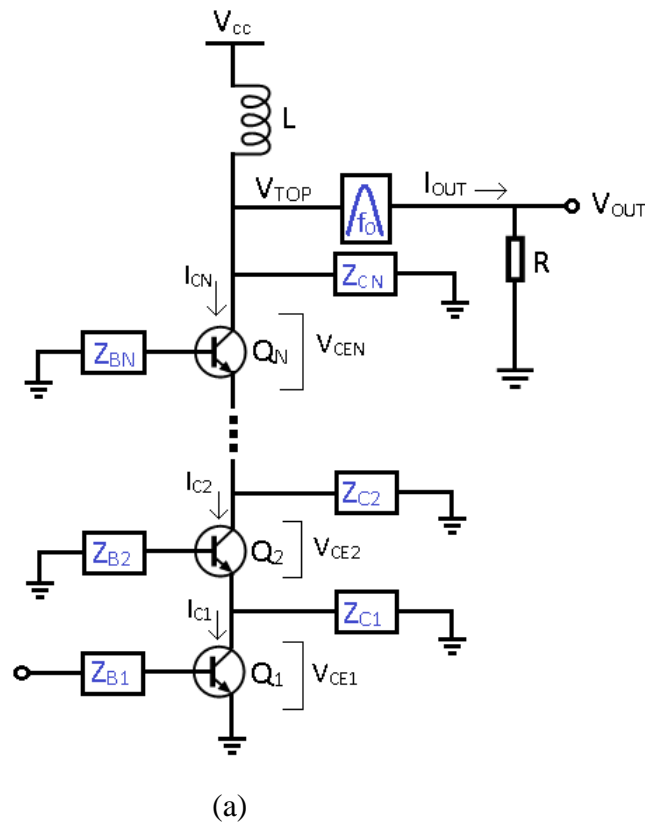 Vcc
L
VTOP
fo
IOUT
VOUT
R
ICN
ZCN
ZBN
QN
VCEN
IC2
ZC2
ZB2
Q2
VCE2
IC1
ZC1
ZB1
Q1
VCE1
(a)